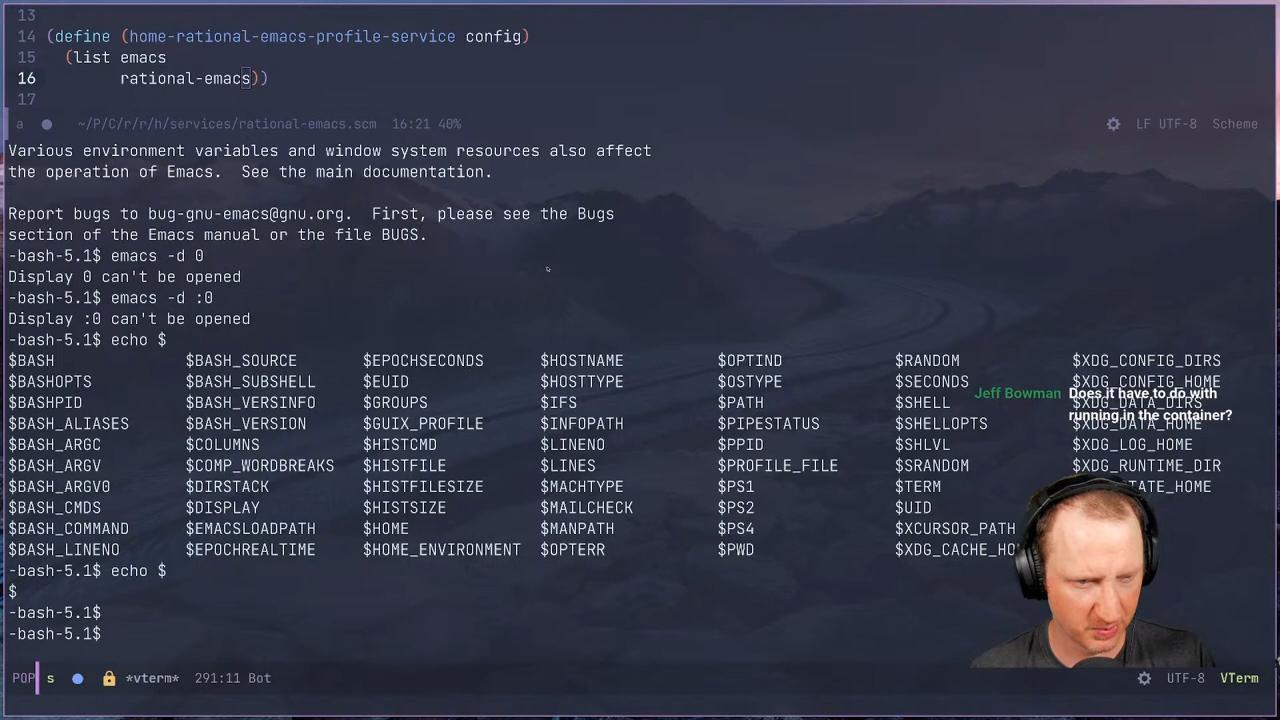 13
14 (define (home-rational-emacs-profile-service config)
15 (list emacs
16 rational-emacs))
17
a ~/P/C/r/r/h/services/rational-emacs.scm 16:21 40% LF UTF-8 Scheme
Various environment variables and window system resources also affect
the operation of Emacs. See the main documentation.
Report bugs to bug-gnu-emacs@gnu.org. First, please see the Bugs
section of the Emacs manual or the file BUGS.
-bash-5.1$ emacs -d 0
Display 0 can't be opened
-bash-5.1$ emacs -d :0
Display :0 can't be opened
-bash-5.1$ echo $
$BASH $BASH_SOURCE $EPOCHSECONDS $HOSTNAME $OPTIND $RANDOM $XDG_CONFIG_DIRS
$BASHOPTS $BASH_SUBSHELL $EUID $HOSTTYPE $OSTYPE $SECONDS $XDG_CONFIG_HOME
Jeff Bowman Does it have to do with
$BASHPID $BASH_VERSINFO $GROUPS $IFS $PATH $SHELL $XDG_DATA_DIRS
running in the container?
$BASH_ALIASES $BASH_VERSION $GUIX_PROFILE $INFOPATH $PIPESTATUS $SHELLOPTS $XDG_DATA_HOME
$BASH_ARGC $COLUMNS $HISTCMD $LINENO $PPID $SHLVL $XDG_LOG_HOME
$BASH_ARGV $COMP_WORDBREAKS $HISTFILE $LINES $PROFILE_FILE $SRANDOM $XDG_RUNTIME_DIR
$BASH_ARGV0 $DIRSTACK $HISTFILESIZE $MACHTYPE $PS1 $TERM TATE_HOME
$BASH_CMDS $DISPLAY $HISTSIZE $MAILCHECK $PS2 $UID
$BASH_COMMAND $EMACSLOADPATH $HOME $MANPATH $PS4 $XCURSOR_PATH
$BASH_LINENO $EPOCHREALTIME $HOME_ENVIRONMENT $OPTERR $PWD $XDG_CACHE_HO
-bash-5.1$ echo $
$
-bash-5.1$
-bash-5.1$
POP s *vterm* 291:11 Bot UTF-8 VTerm